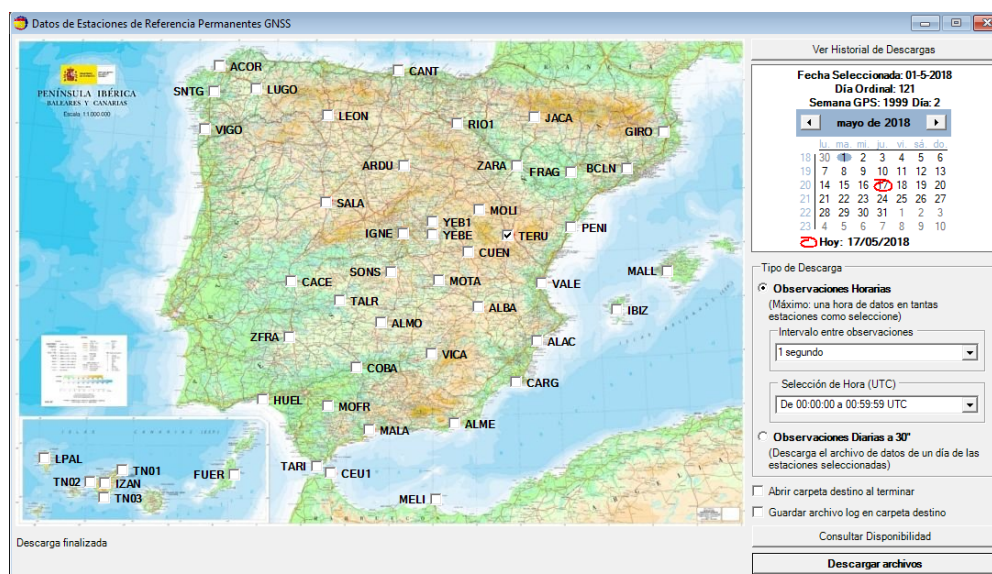 Datos de Estaciones de Referencia Permanentes GNSS
PENÍNSULA IBÉRICA
BALEARES Y CANARIAS
Escala 1:1.000.000
ACOR
CANT
SNTG
LUGO
LEON
VIGO
RIO1
JACA
GIRO
ARDU
ZARA
FRAG
BCLN
SALA
MOLI
YEB1
IGNE
YEBE
TERU
PENI
CUEN
SONS
MALL
CACE
MOTA
VALE
TALR
ALBA
IBIZ
ALMO
ZFRA
ALAC
VICA
COBA
CARG
HUEL
MOFR
ALME
MALA
LPAL
TN01
TARI
TN02
IZAN
FUER
CEU1
TN03
MELI
Descarga finalizada
Ver Historial de Descargas
Fecha Seleccionada: 01-5-2018
Día Ordinal: 121
Semana GPS: 1999 Día: 2
mayo de 2018
lu. ma. mi. ju. vi. sá. do.
18 30 1 2 3 4 5 6
19 7 8 9 10 11 12 13
20 14 15 16 17 18 19 20
21 21 22 23 24 25 26 27
22 28 29 30 31 1 2 3
23 4 5 6 7 8 9 10
Hoy: 17/05/2018
Tipo de Descarga
Observaciones Horarias
(Máximo: una hora de datos en tantas
estaciones como seleccione)
Intervalo entre observaciones
1 segundo
Selección de Hora (UTC)
De 00:00:00 a 00:59:59 UTC
Observaciones Diarias a 30"
(Descarga el archivo de datos de un día de las
estaciones seleccionadas)
Abrir carpeta destino al terminar
Guardar archivo log en carpeta destino
Consultar Disponibilidad
Descargar archivos